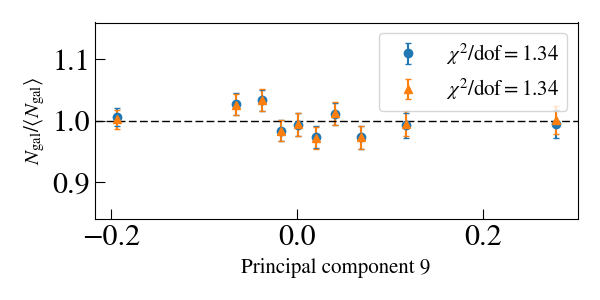 1.1
1.0
0.9
N_gal/⟨N_gal⟩
χ²/dof = 1.34
χ²/dof = 1.34
−0.2 0.0 0.2
Principal component 9